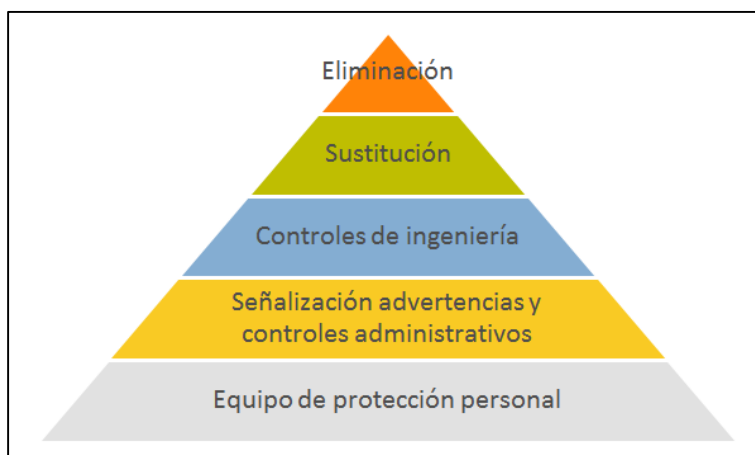 Eliminación
Sustitución
Controles de ingeniería
Señalización advertencias y
controles administrativos
Equipo de protección personal